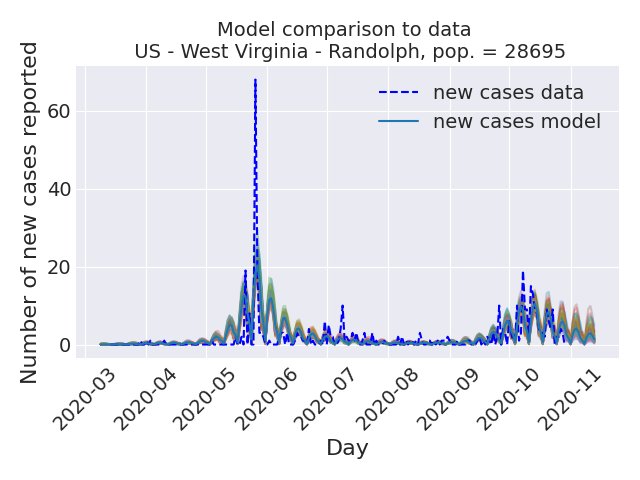 Model comparison to data
US - West Virginia - Randolph, pop. = 28695
Number of new cases reported
60
40
20
0
new cases data
new cases model
2020-03
2020-04
2020-05
2020-06
2020-07
2020-08
2020-09
2020-10
2020-11
Day